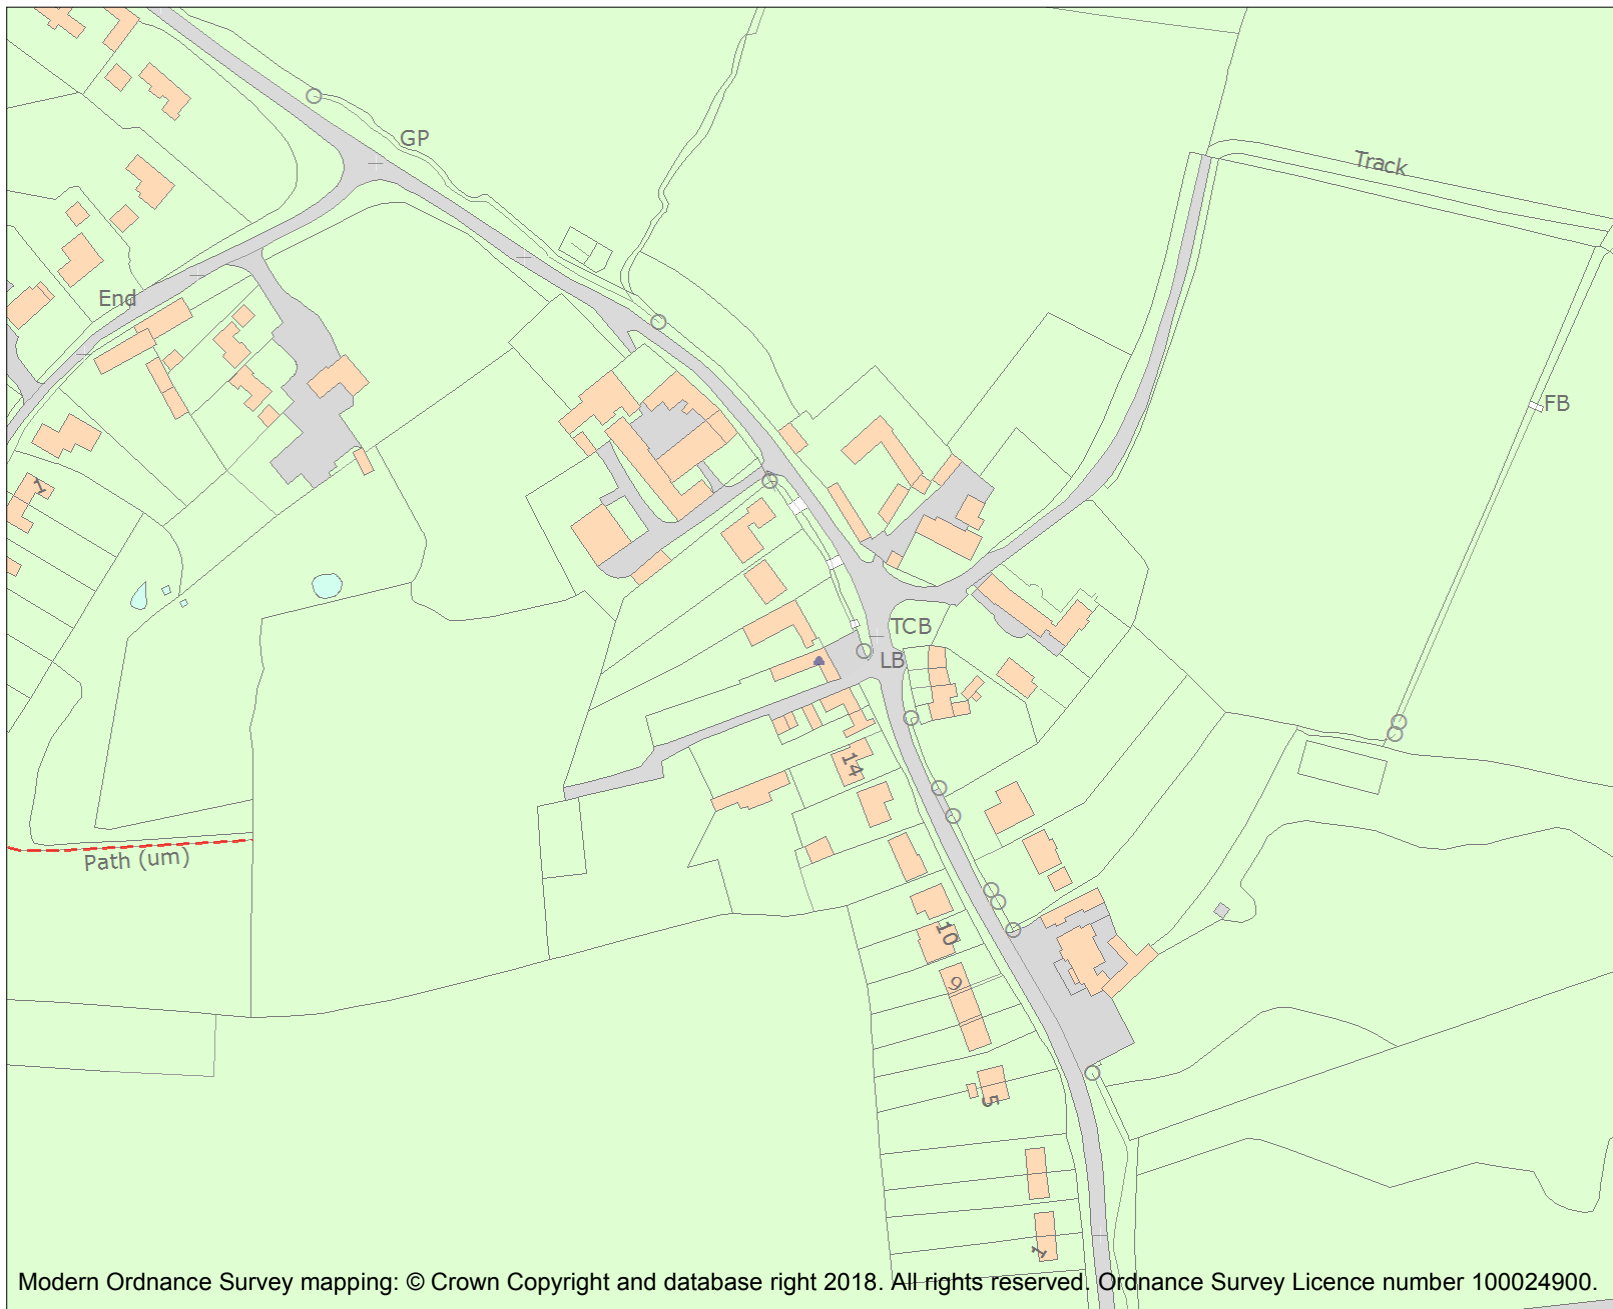 GP
Track
End
FB
1
TCB
LB
14
Path (um)
10
9
5
1
Modern Ordnance Survey mapping: © Crown Copyright and database right 2018. All rights reserved. Ordnance Survey Licence number 100024900.